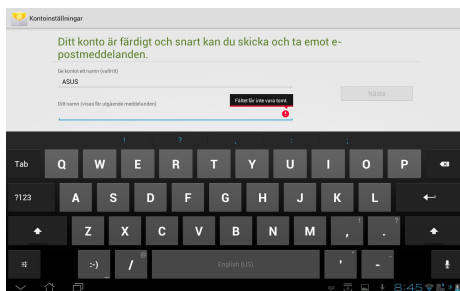 Kontoinställningar
Ditt konto är färdigt och snart kan du skicka och ta emot e-
postmeddelanden.
Ge kontot ett namn (valfritt)
ASUS
Ditt namn (visas för utgående meddelanden)
Fältet får inte vara tomt.
Nästa
! ? , : ;
Tab Q W E R T Y U I O P
?123 A S D F G H J K L
Z X C V B N M , ! . ?
:-) / @ English (US) ' " - _
8:45